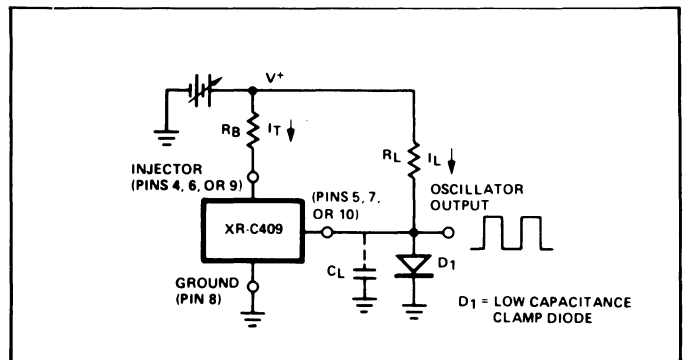 V+
RB
IT
RL
IL
INJECTOR
(PINS 4, 6, OR 9)
(PINS 5, 7,
OR 10)
OSCILLATOR
OUTPUT
XR-C409
CL
D1
GROUND
(PIN 8)
D1 = LOW CAPACITANCE
CLAMP DIODE